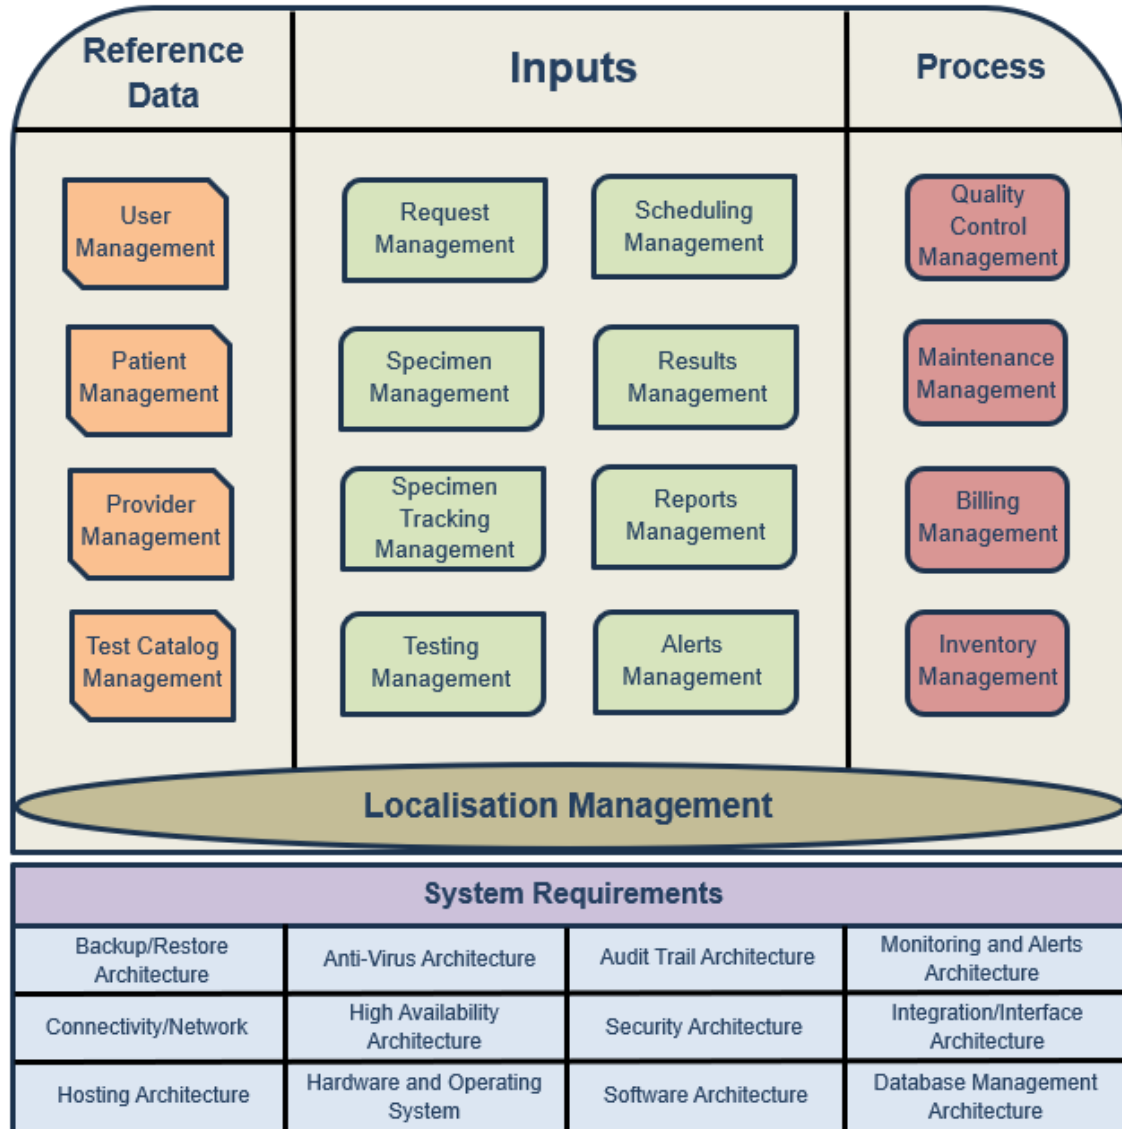 Reference
Data
Inputs
Process
User
Management
Request
Management
Scheduling
Management
Quality
Control
Management
Patient
Management
Specimen
Management
Results
Management
Maintenance
Management
Provider
Management
Specimen
Tracking
Management
Reports
Management
Billing
Management
Test Catalog
Management
Testing
Management
Alerts
Management
Inventory
Management
Localisation Management
System Requirements
Backup/Restore
Architecture
Anti-Virus Architecture
Audit Trail Architecture
Monitoring and Alerts
Architecture
Connectivity/Network
High Availability
Architecture
Security Architecture
Integration/Interface
Architecture
Hosting Architecture
Hardware and Operating
System
Software Architecture
Database Management
Architecture